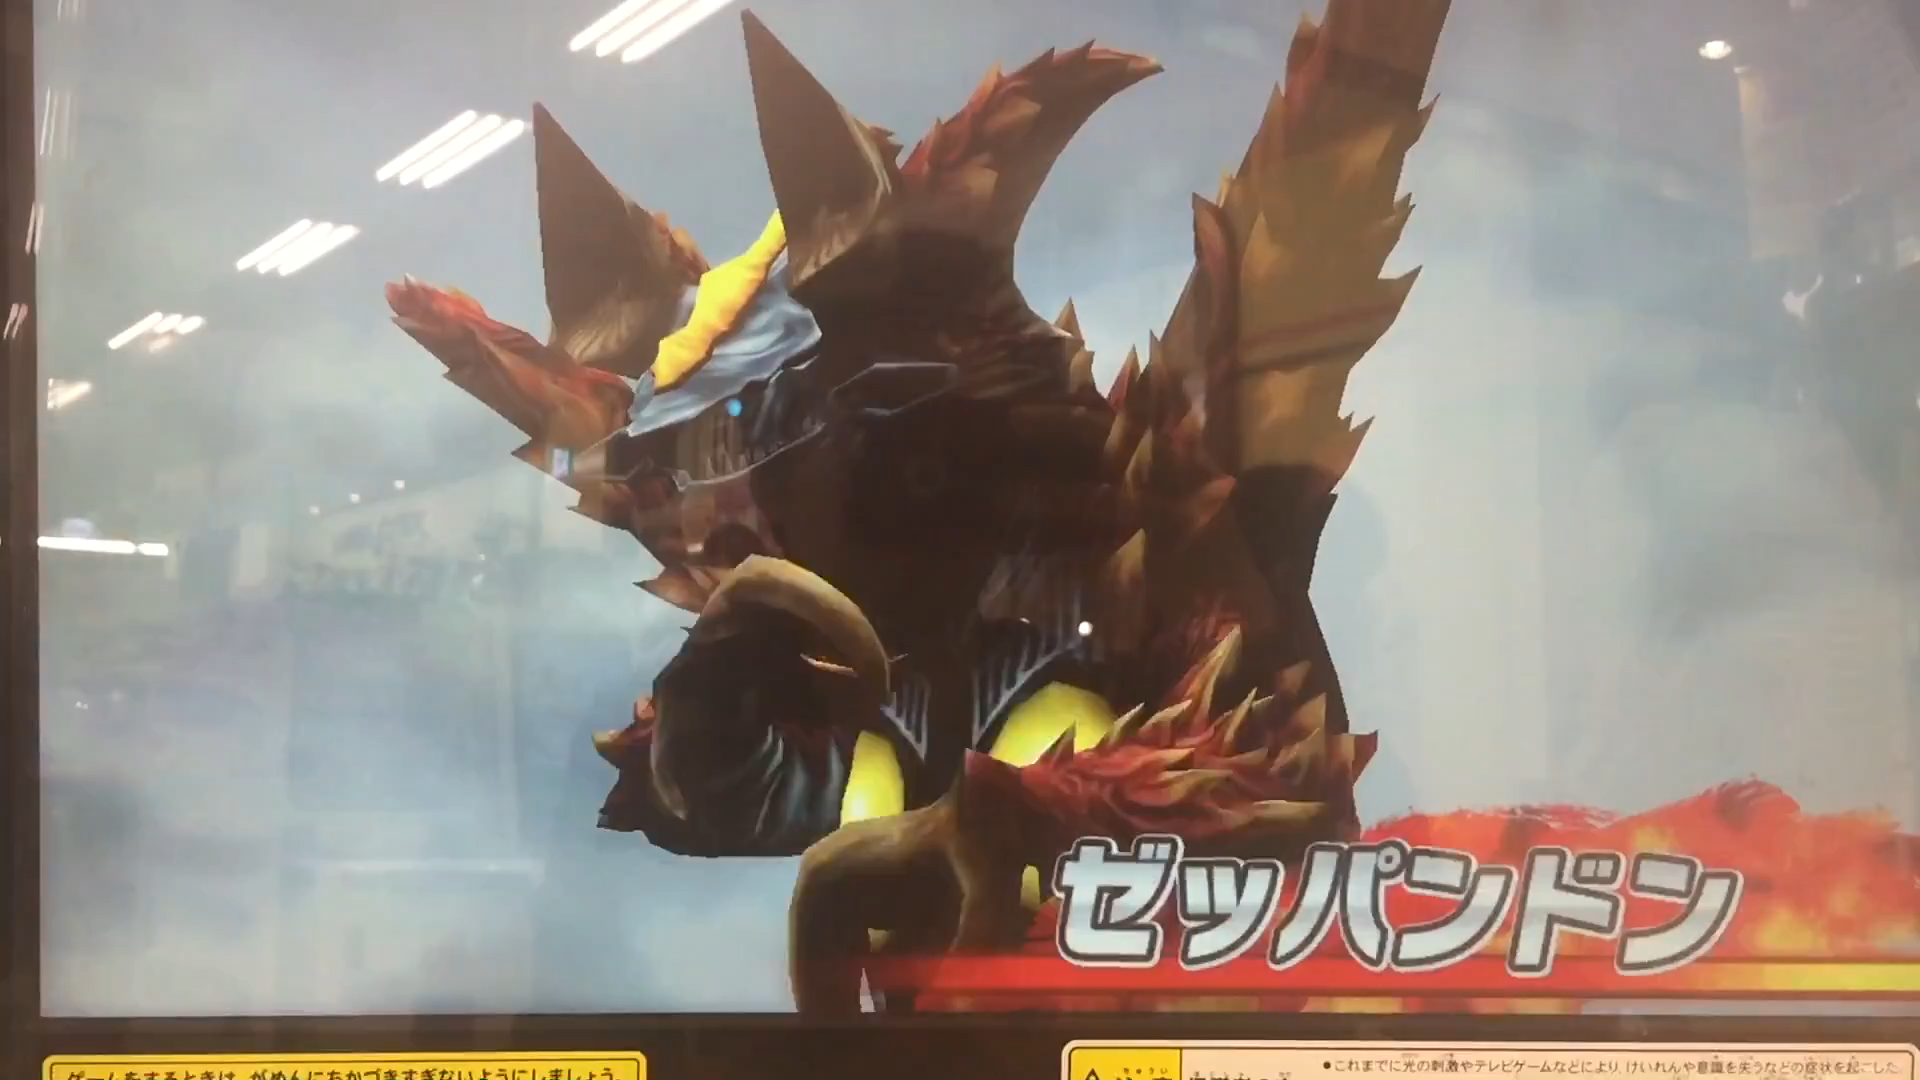 ゼッパンドン
ゲームをするときは、がめんにちかづきすぎないようにしましょう。
●これまでに光の刺激やテレビゲームなどにより、けいれんや意識を失うなどの症状を起こした